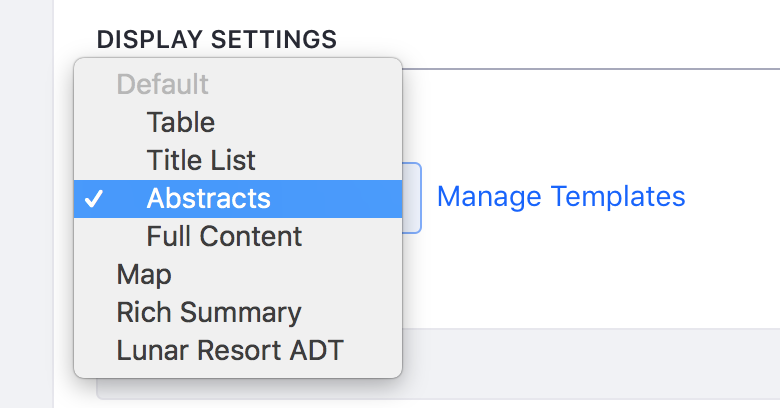 DISPLAY SETTINGS
Default
Table
Title List
Abstracts
Manage Templates
Full Content
Map
Rich Summary
Lunar Resort ADT